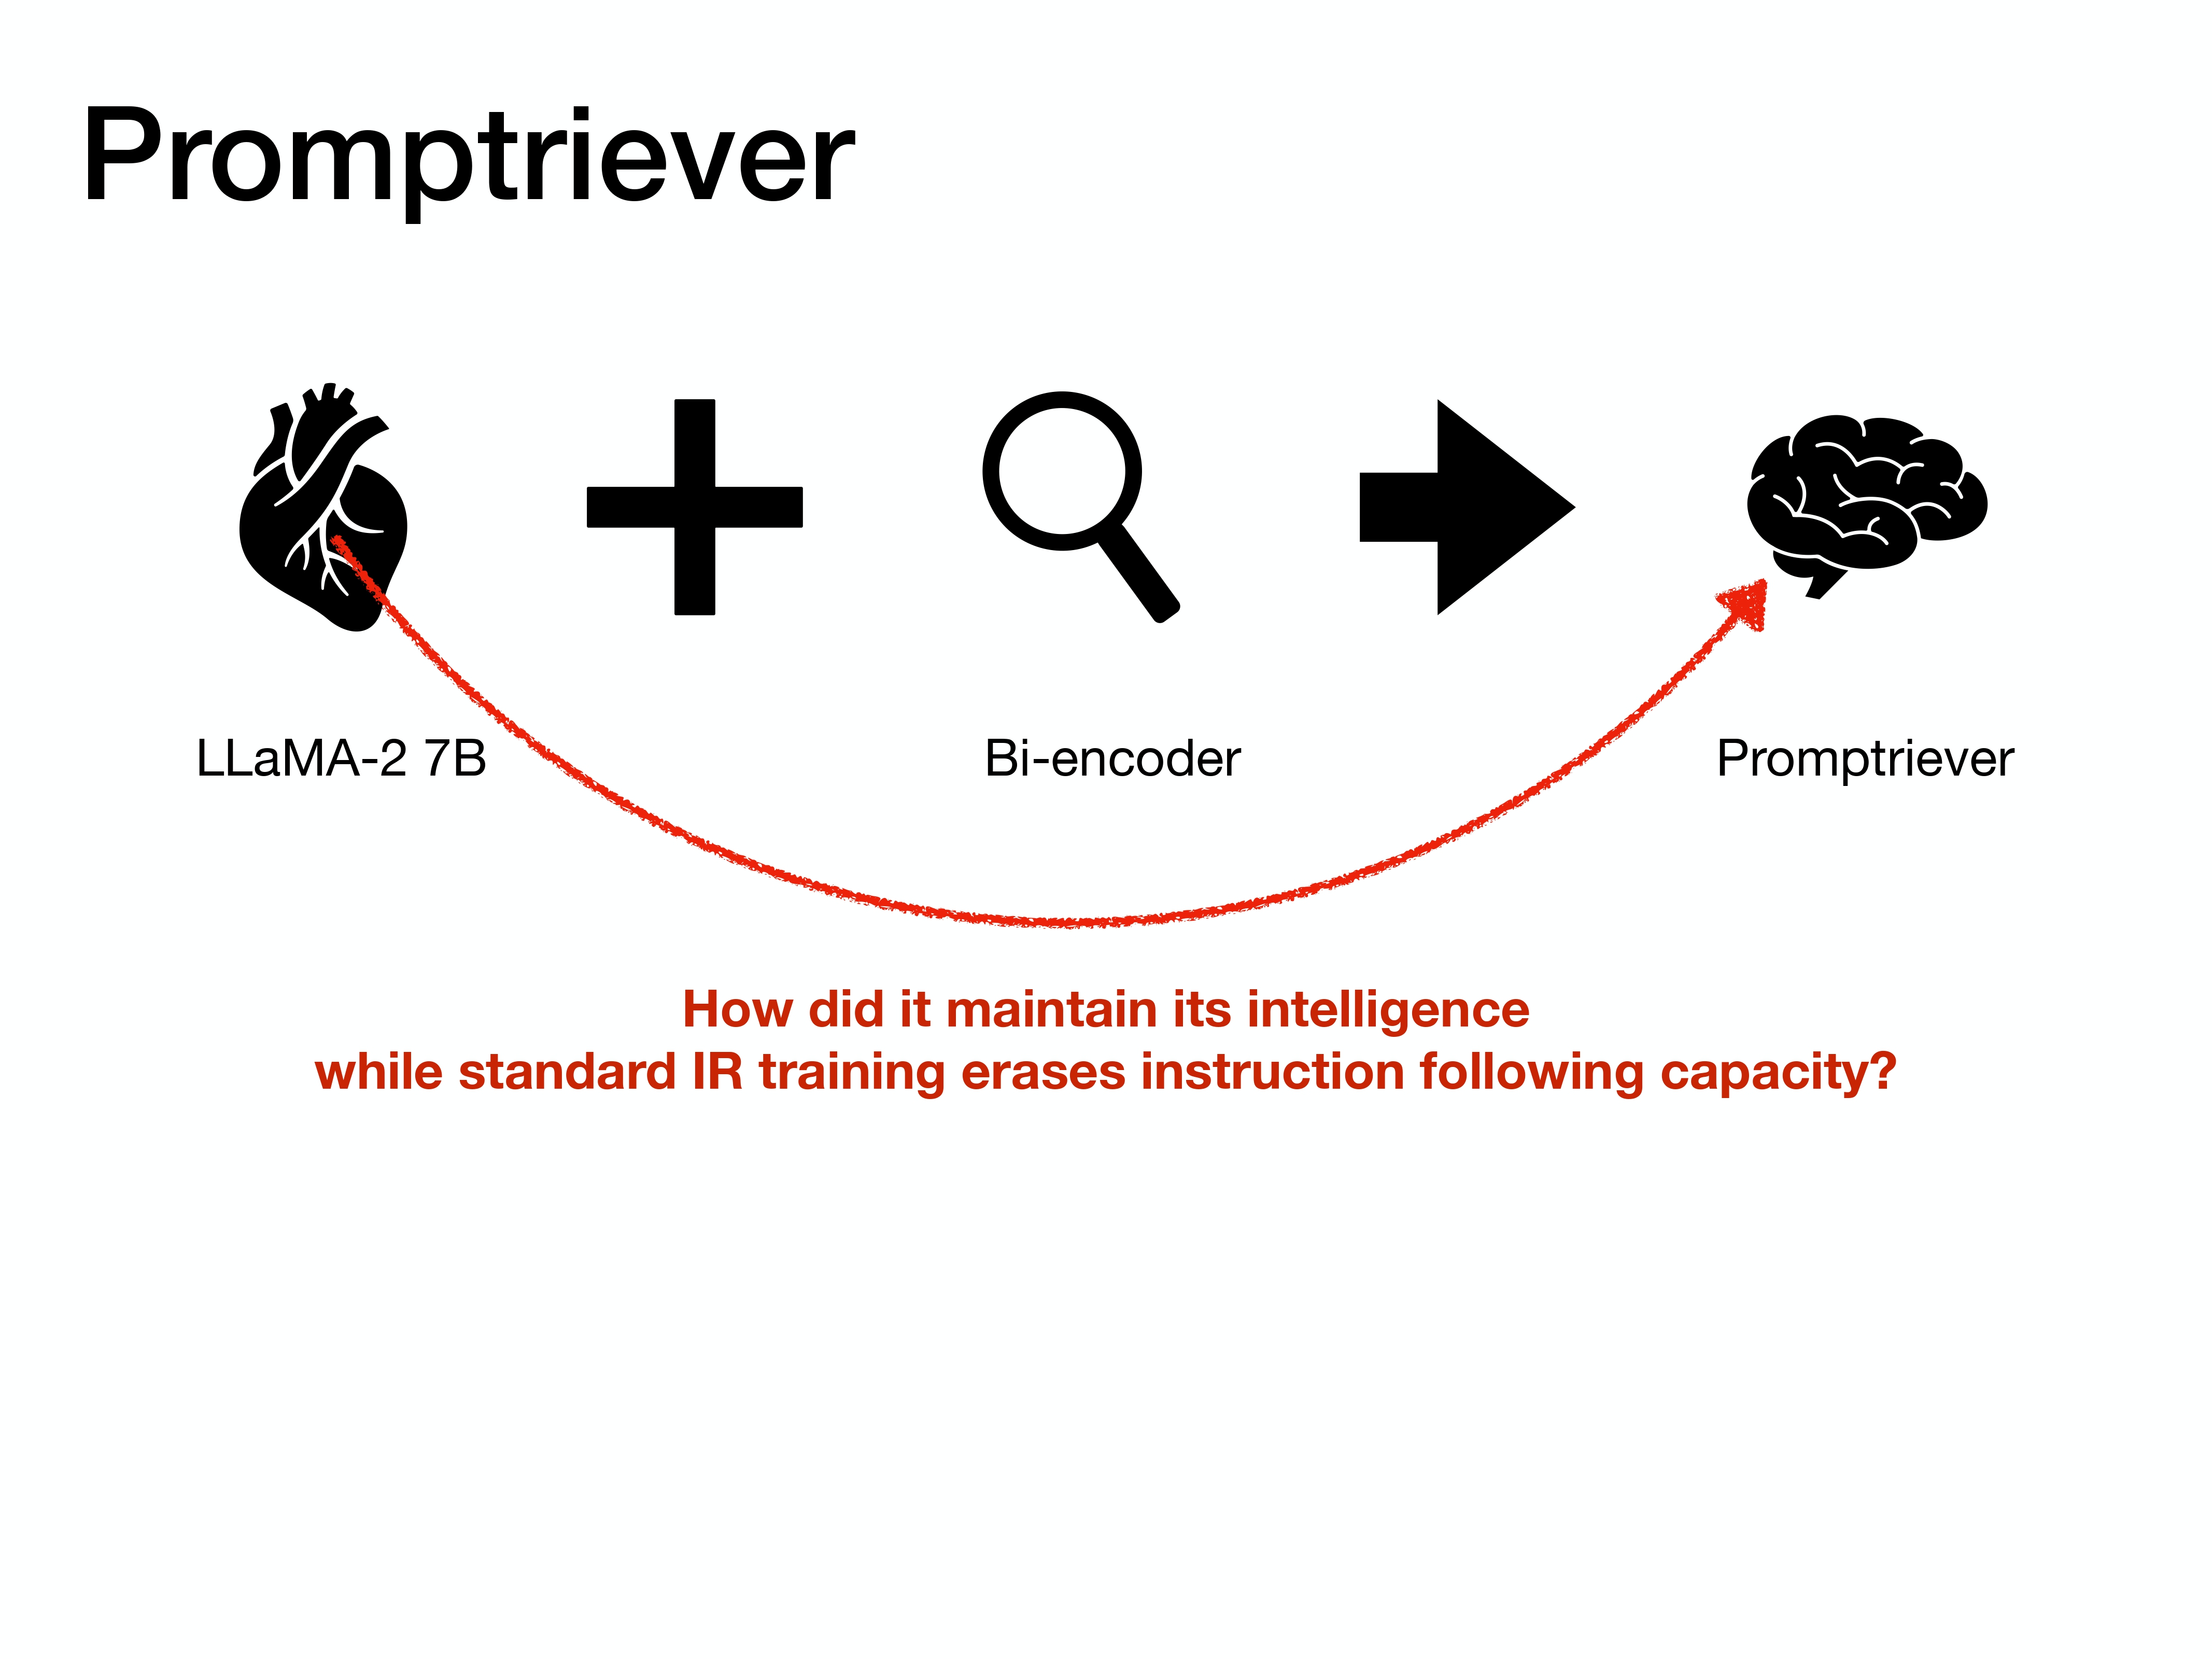 Promptriever
LLaMA-2 7B
Bi-encoder
Promptriever
How did it maintain its intelligence
while standard IR training erases instruction following capacity?